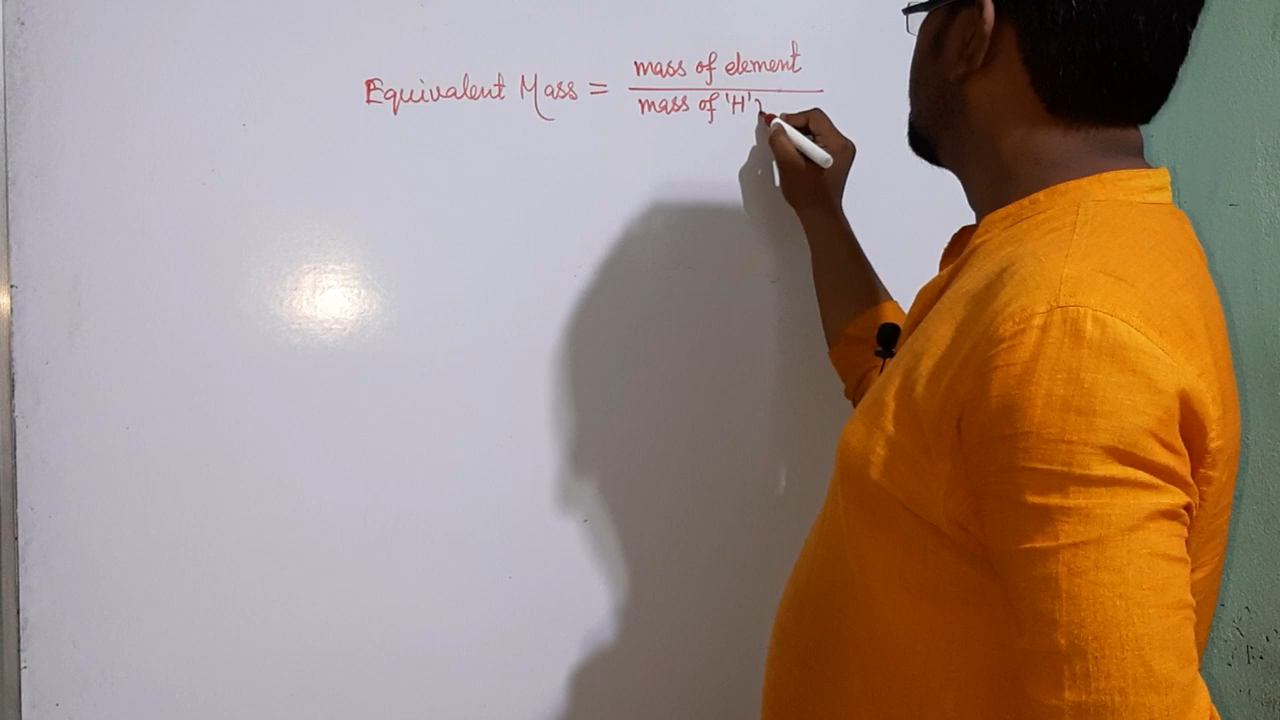 Equivalent Mass = mass of element
mass of 'H'